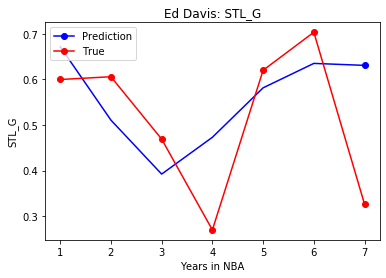 Ed Davis: STL_G
Prediction
True
0.7
0.6
0.5
0.4
0.3
STL_G
1 2 3 4 5 6 7
Years in NBA